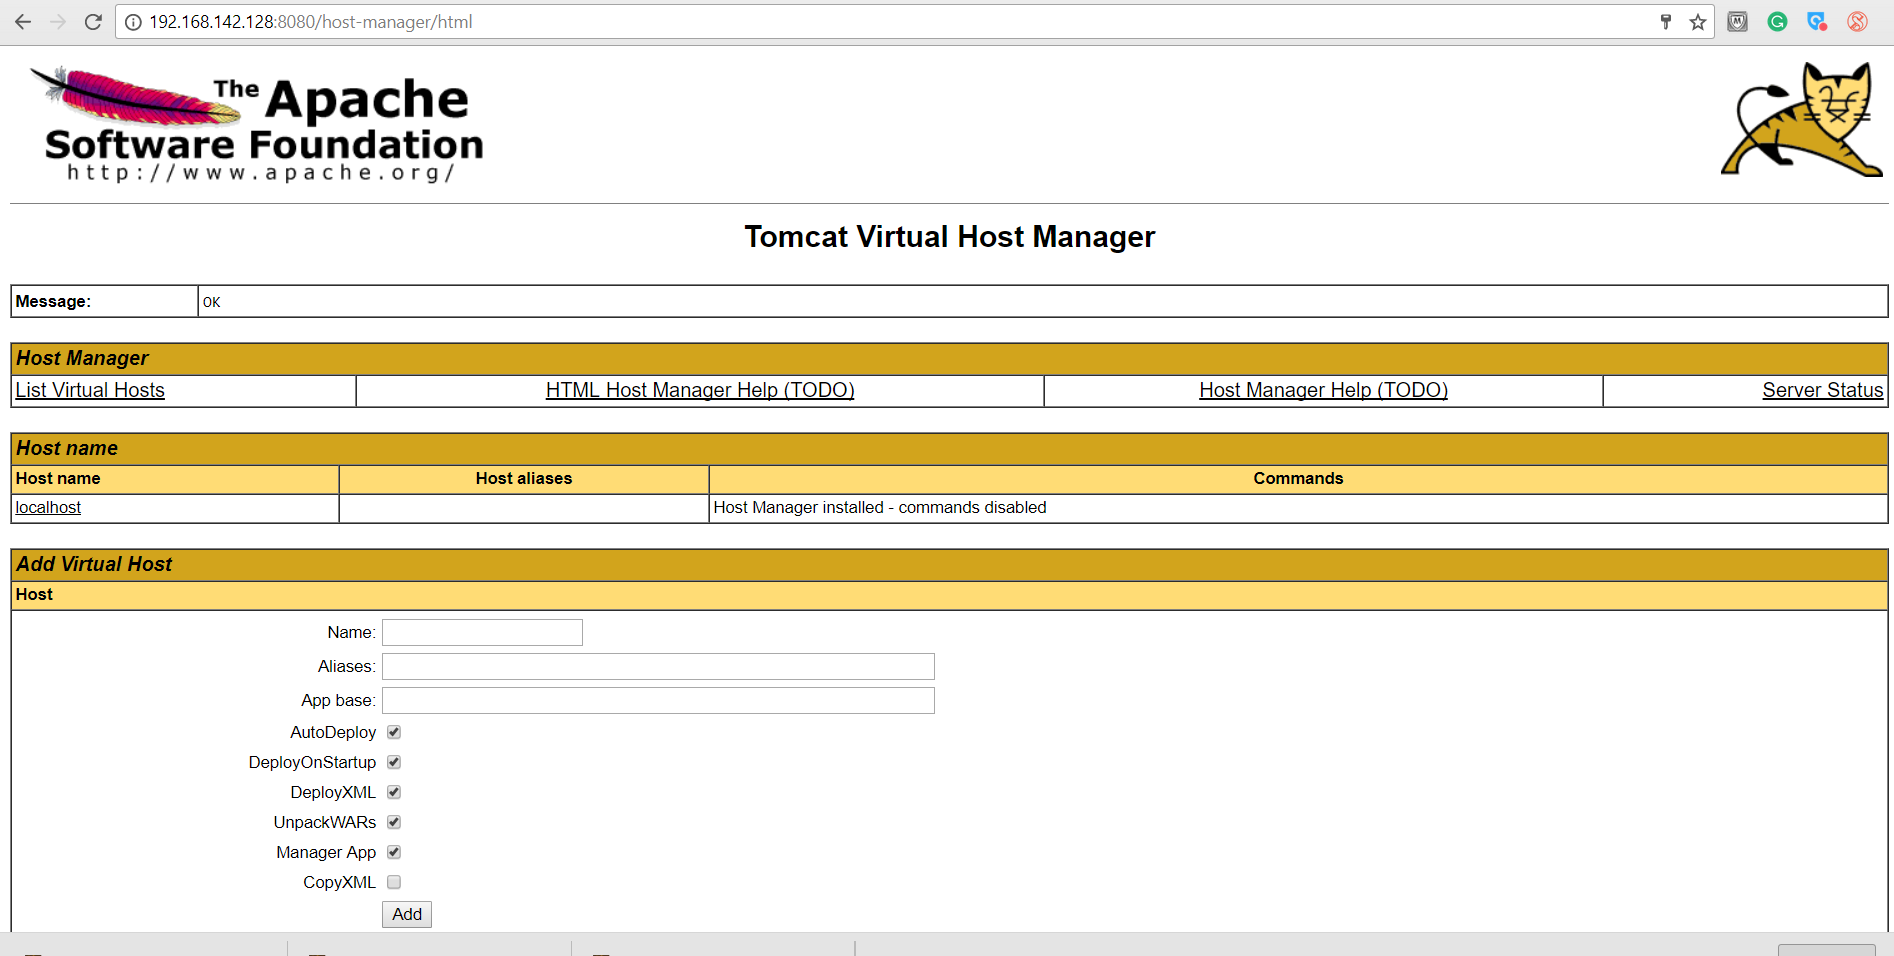 192.168.142.128:8080/host-manager/html
The Apache
Software Foundation
http://www.apache.org/
Tomcat Virtual Host Manager
Message: OK
Host Manager
List Virtual Hosts HTML Host Manager Help (TODO) Host Manager Help (TODO) Server Status
Host name
Host name Host aliases Commands
localhost Host Manager installed - commands disabled
Add Virtual Host
Host
Name:
Aliases:
App base:
AutoDeploy
DeployOnStartup
DeployXML
UnpackWARs
Manager App
CopyXML
Add